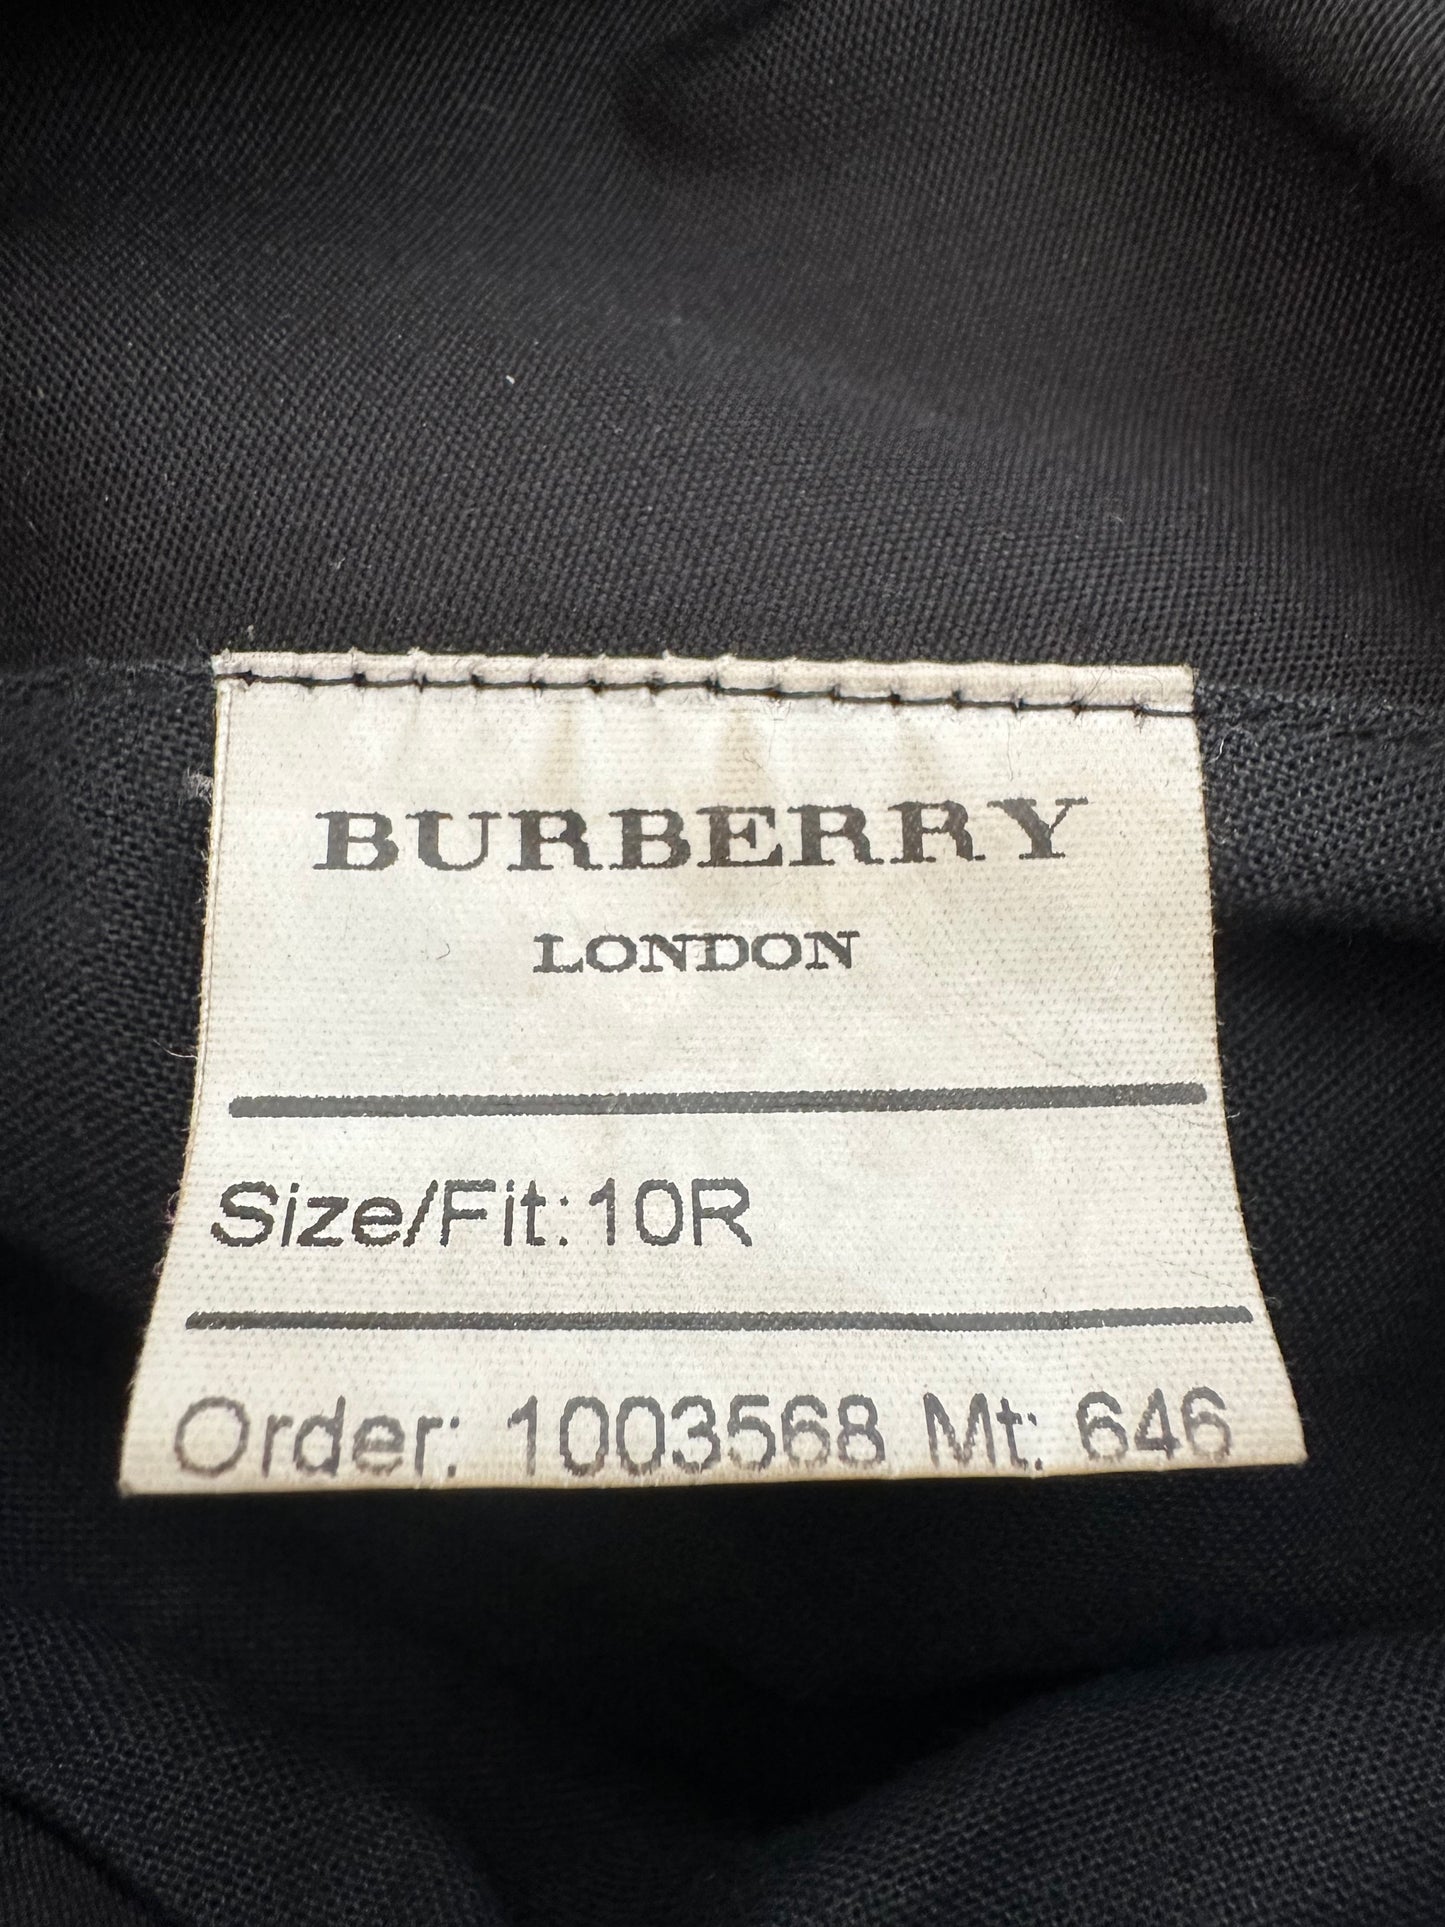 BURBERRY
LONDON
Size/Fit: 10R
Order: 1003568 Mt: 646